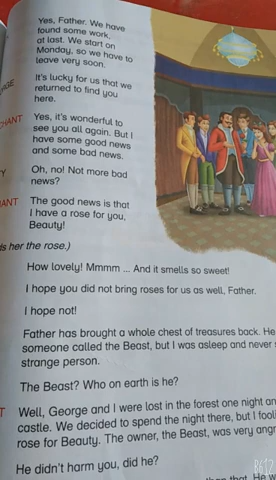 Yes, Father. We have
found some work,
at last. We start on
Monday, so we have to
leave very soon.
It's lucky for us that we
returned to find you
here.
Yes, it's wonderful to
see you all again. But I
have some good news
and some bad news.
Oh, no! Not more bad
news?
The good news is that
I have a rose for you,
Beauty!
her the rose.)
How lovely! Mmmm ... And it smells so sweet!
I hope you did not bring roses for us as well, Father.
I hope not!
Father has brought a whole chest of treasures back. He
someone called the Beast, but I was asleep and never
strange person.
The Beast? Who on earth is he?
Well, George and I were lost in the forest one night an
castle. We decided to spend the night there, but I fooli
rose for Beauty. The owner, the Beast, was very angr
He didn't harm you, did he?
than that. He w